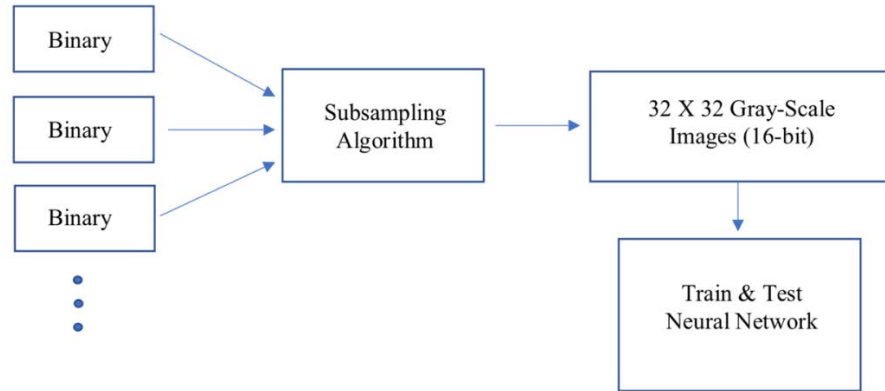 Binary
Binary
Binary
Subsampling
Algorithm
32 X 32 Gray-Scale
Images (16-bit)
Train & Test
Neural Network